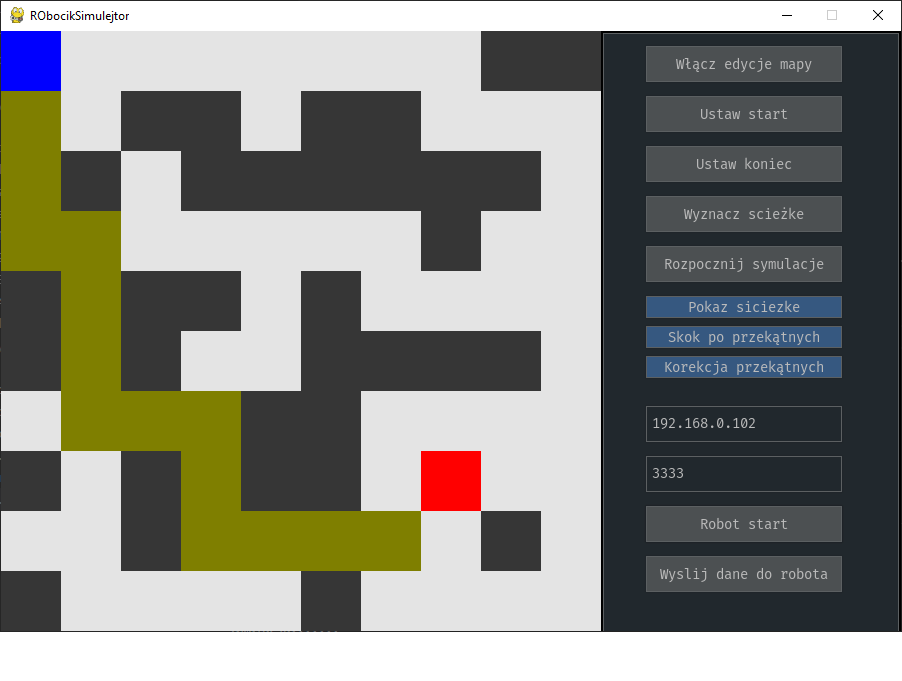 RObocikSimulejtor
Włącz edycje mapy
Ustaw start
Ustaw koniec
Wyznacz scieżke
Rozpocznij symulacje
Pokaz siciezke
Skok po przekątnych
Korekcja przekątnych
192.168.0.102
3333
Robot start
Wyslij dane do robota